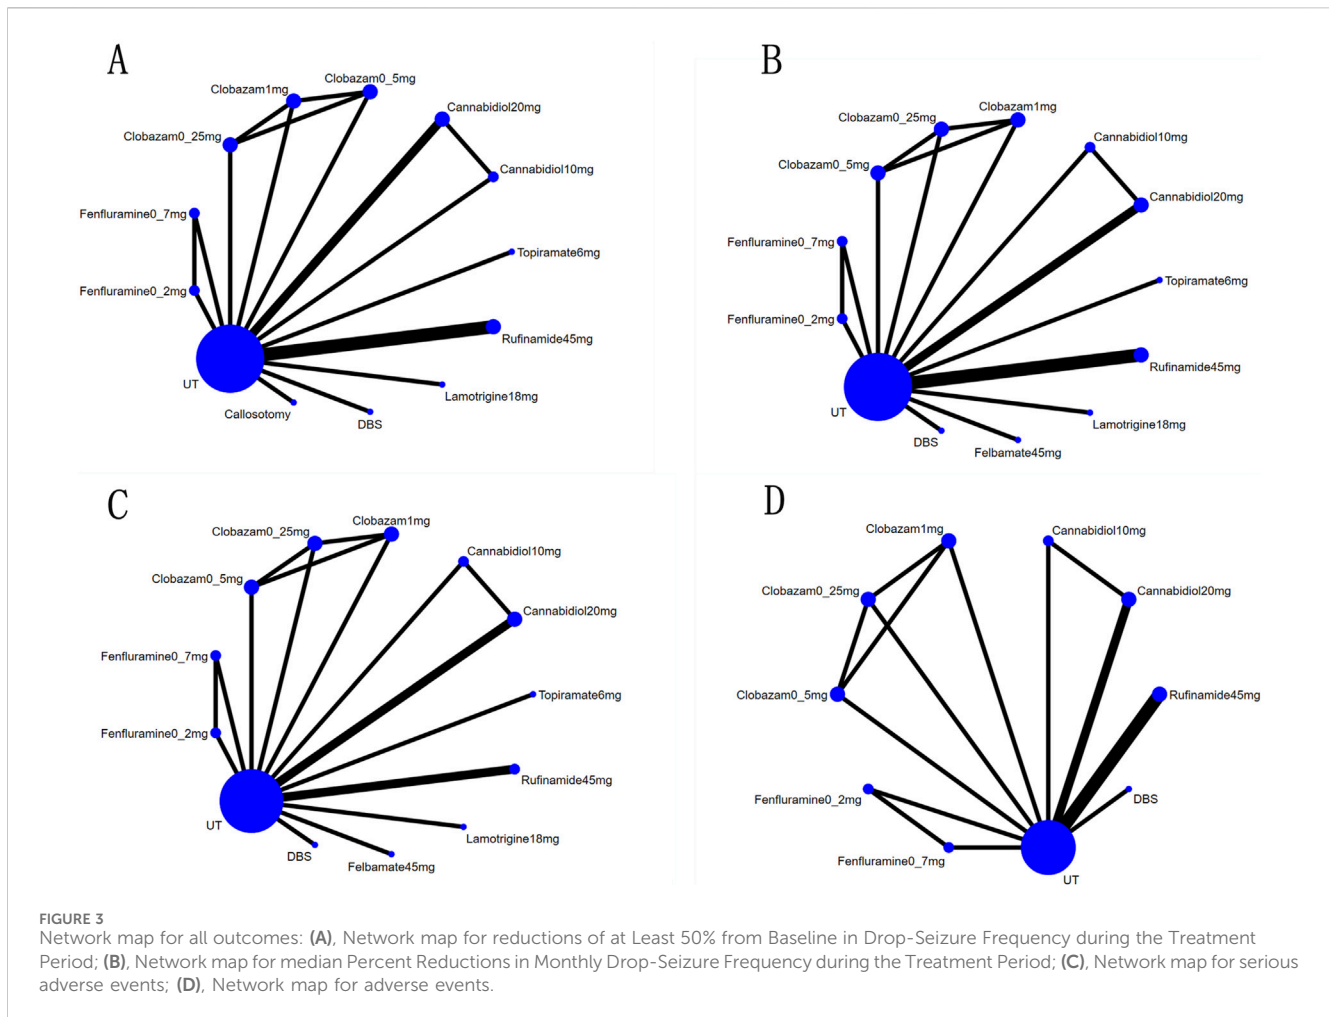 A
Clobazam0_5mg
Clobazam1mg
Cannabidiol20mg
Clobazam0_25mg
Cannabidiol10mg
Fenfluramine0_7mg
Topiramate6mg
Fenfluramine0_2mg
Rufinamide45mg
UT
Lamotrigine18mg
Callosotomy
DBS
B
Clobazam1mg
Clobazam0_25mg
Cannabidiol10mg
Clobazam0_5mg
Cannabidiol20mg
Fenfluramine0_7mg
Topiramate6mg
Fenfluramine0_2mg
Rufinamide45mg
UT
Lamotrigine18mg
DBS
Felbamate45mg
C
Clobazam1mg
Clobazam0_25mg
Cannabidiol10mg
Clobazam0_5mg
Cannabidiol20mg
Fenfluramine0_7mg
Topiramate6mg
Fenfluramine0_2mg
Rufinamide45mg
UT
Lamotrigine18mg
DBS
Felbamate45mg
D
Clobazam1mg
Cannabidiol10mg
Clobazam0_25mg
Cannabidiol20mg
Clobazam0_5mg
Rufinamide45mg
Fenfluramine0_2mg
DBS
Fenfluramine0_7mg
UT
FIGURE 3
Network map for all outcomes: (A), Network map for reductions of at Least 50% from Baseline in Drop-Seizure Frequency during the Treatment
Period; (B), Network map for median Percent Reductions in Monthly Drop-Seizure Frequency during the Treatment Period; (C), Network map for serious
adverse events; (D), Network map for adverse events.